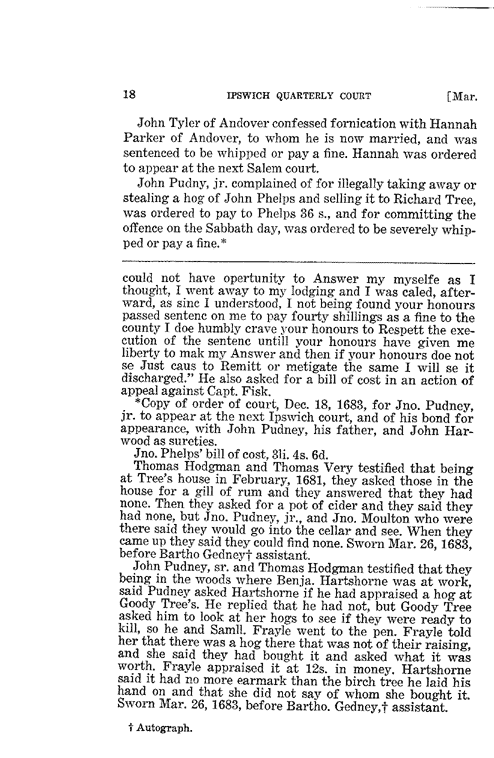 18 IPSWICH QUARTERLY COURT [Mar.
John Tyler of Andover confessed fornication with Hannah
Parker of Andover, to whom he is now married, and was
sentenced to be whipped or pay a fine. Hannah was ordered
to appear at the next Salem court.
John Pudny, jr. complained of for illegally taking away or
stealing a hog of John Phelps and selling it to Richard Tree,
was ordered to pay to Phelps 36 s., and for committing the
offence on the Sabbath day, was ordered to be severely whip-
ped or pay a fine.*
could not have opertunity to Answer my myselfe as I
thought, I went away to my lodging and I was caled, after-
ward, as sinc I understood, I not being found your honours
passed sentenc on me to pay fourty shillings as a fine to the
county I doe humbly crave your honours to Respett the exe-
cution of the sentenc untill your honours have given me
liberty to mak my Answer and then if your honours doe not
se Just caus to Remitt or metigate the same I will se it
discharged." He also asked for a bill of cost in an action of
appeal against Capt. Fisk.
*Copy of order of court, Dec. 18, 1683, for Jno. Pudney,
jr. to appear at the next Ipswich court, and of his bond for
appearance, with John Pudney, his father, and John Har-
wood as sureties.
Jno. Phelps' bill of cost, 3li. 4s. 6d.
Thomas Hodgman and Thomas Very testified that being
at Tree's house in February, 1681, they asked those in the
house for a gill of rum and they answered that they had
none. Then they asked for a pot of cider and they said they
had none, but Jno. Pudney, jr., and Jno. Moulton who were
there said they would go into the cellar and see. When they
came up they said they could find none. Sworn Mar. 26, 1683,
before Bartho Gedney† assistant.
John Pudney, sr. and Thomas Hodgman testified that they
being in the woods where Benja. Hartshorne was at work,
said Pudney asked Hartshorne if he had appraised a hog at
Goody Tree's. He replied that he had not, but Goody Tree
asked him to look at her hogs to see if they were ready to
kill, so he and Samll. Frayle went to the pen. Frayle told
her that there was a hog there that was not of their raising,
and she said they had bought it and asked what it was
worth. Frayle appraised it at 12s. in money. Hartshorne
said it had no more earmark than the birch tree he laid his
hand on and that she did not say of whom she bought it.
Sworn Mar. 26, 1683, before Bartho. Gedney,† assistant.
† Autograph.